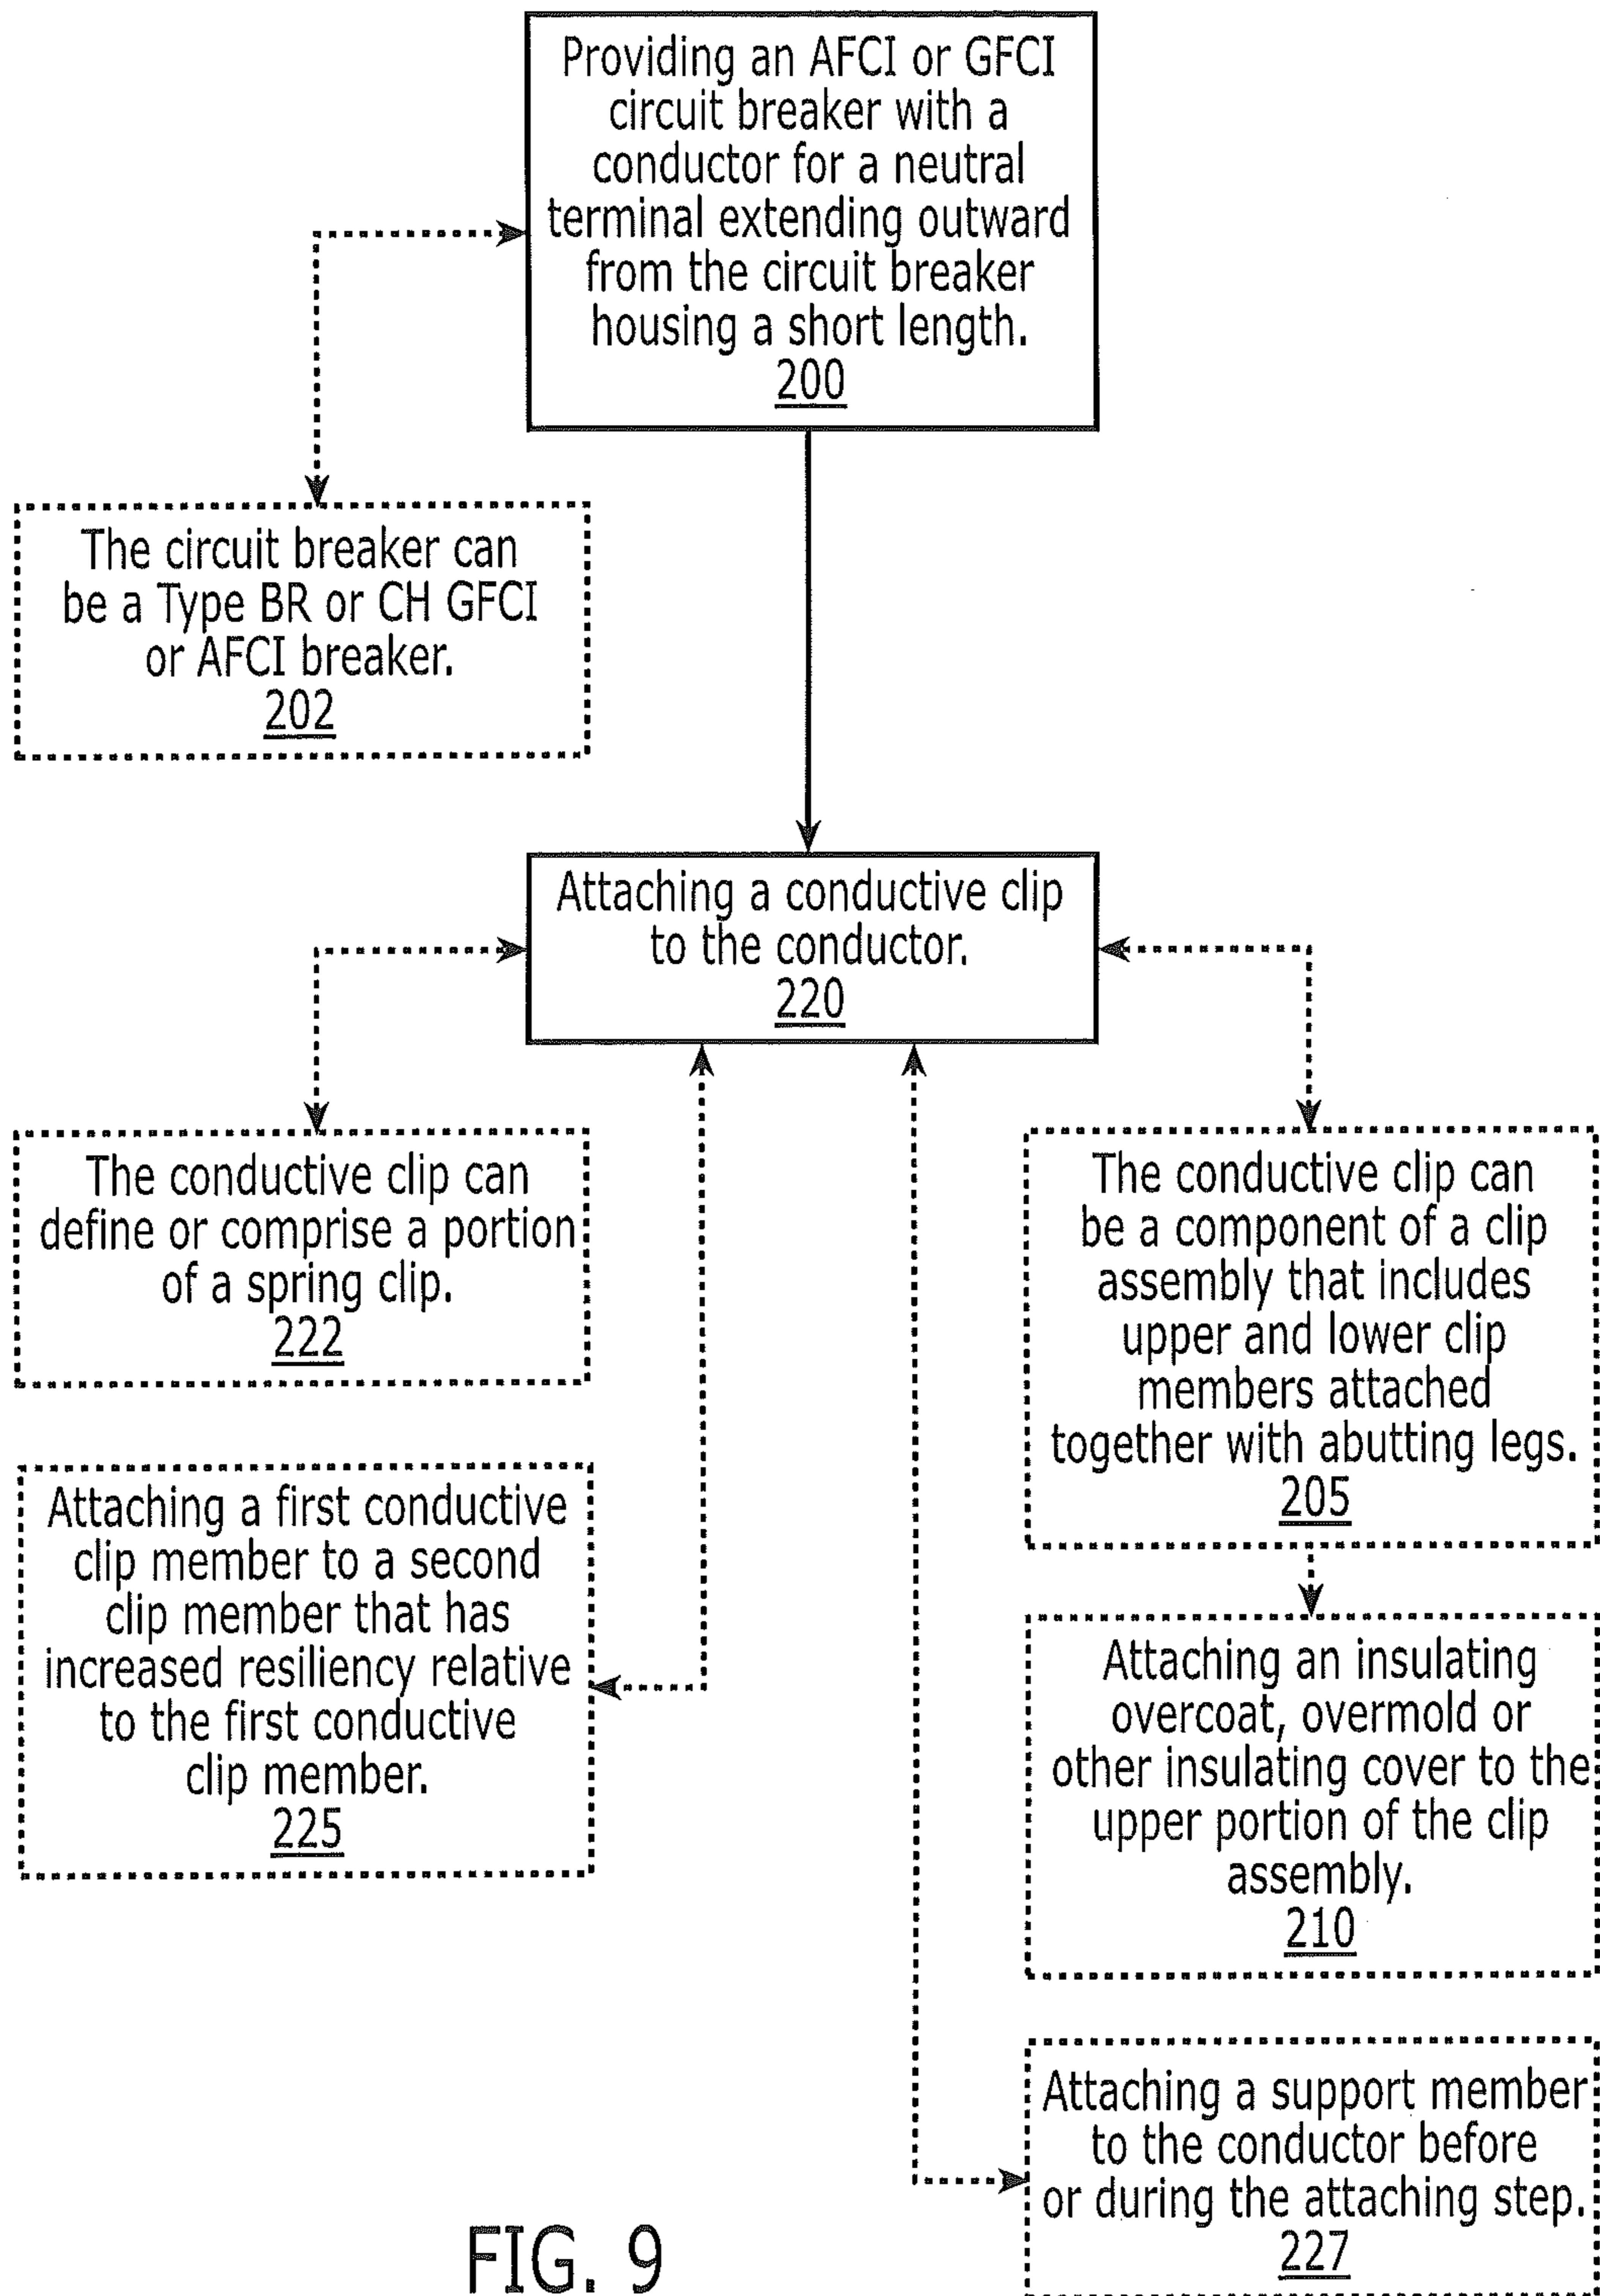 Providing an AFCI or GFCI
circuit breaker with a
conductor for a neutral
terminal extending outward
from the circuit breaker
housing a short length.
200
The circuit breaker can
be a Type BR or CH GFCI
or AFCI breaker.
202
Attaching a conductive clip
to the conductor.
220
The conductive clip can
define or comprise a portion
of a spring clip.
222
The conductive clip can
be a component of a clip
assembly that includes
upper and lower clip
members attached
together with abutting legs.
205
Attaching a first conductive
clip member to a second
clip member that has
increased resiliency relative
to the first conductive
clip member.
225
Attaching an insulating
overcoat, overmold or
other insulating cover to the
upper portion of the clip
assembly.
210
Attaching a support member
to the conductor before
or during the attaching step.
227
FIG. 9